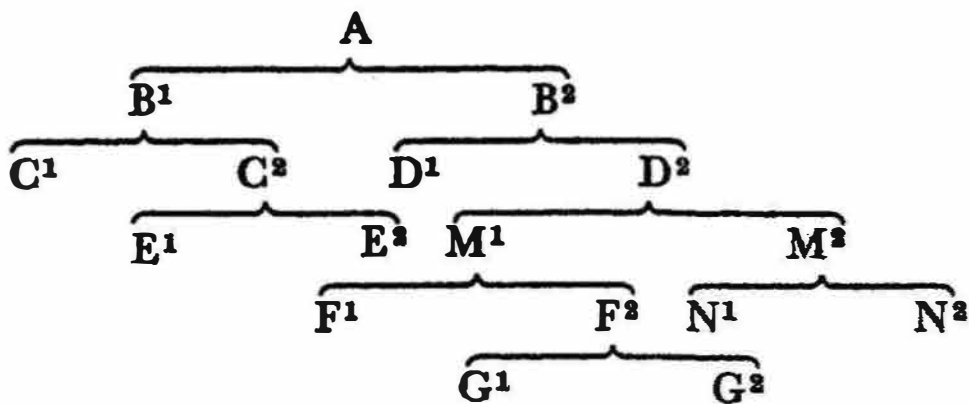 A
B¹ B²
C¹ C² D¹ D²
E¹ E² M¹ M²
F¹ F² N¹ N²
G¹ G²